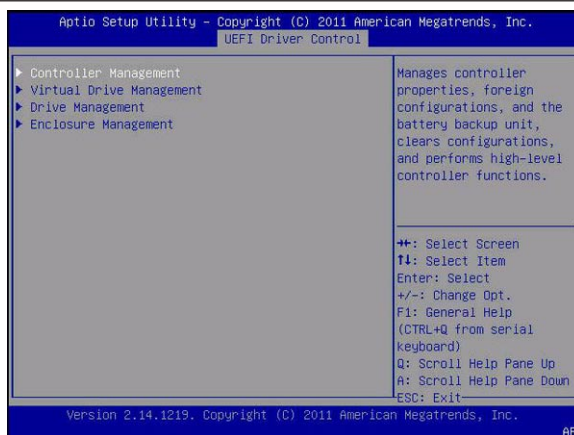 Aptio Setup Utility – Copyright (C) 2011 American Megatrends, Inc.
UEFI Driver Control
Controller Management
Virtual Drive Management
Drive Management
Enclosure Management
Manages controller
properties, foreign
configurations, and the
battery backup unit,
clears configurations,
and performs high-level
controller functions.
→←: Select Screen
↑↓: Select Item
Enter: Select
+/-: Change Opt.
F1: General Help
(CTRL+Q from serial
keyboard)
Q: Scroll Help Pane Up
A: Scroll Help Pane Down
ESC: Exit
Version 2.14.1219. Copyright (C) 2011 American Megatrends, Inc.
AB